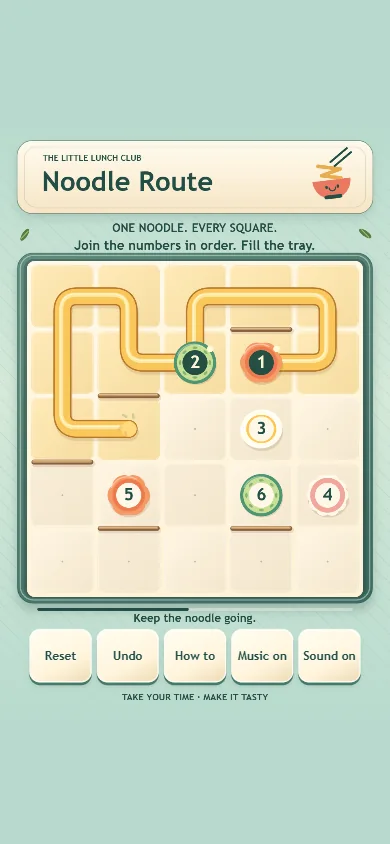 THE LITTLE LUNCH CLUB
Noodle Route
ONE NOODLE. EVERY SQUARE.
Join the numbers in order. Fill the tray.
2 1
3
5 6 4
Keep the noodle going.
Reset Undo How to Music on Sound on
TAKE YOUR TIME · MAKE IT TASTY